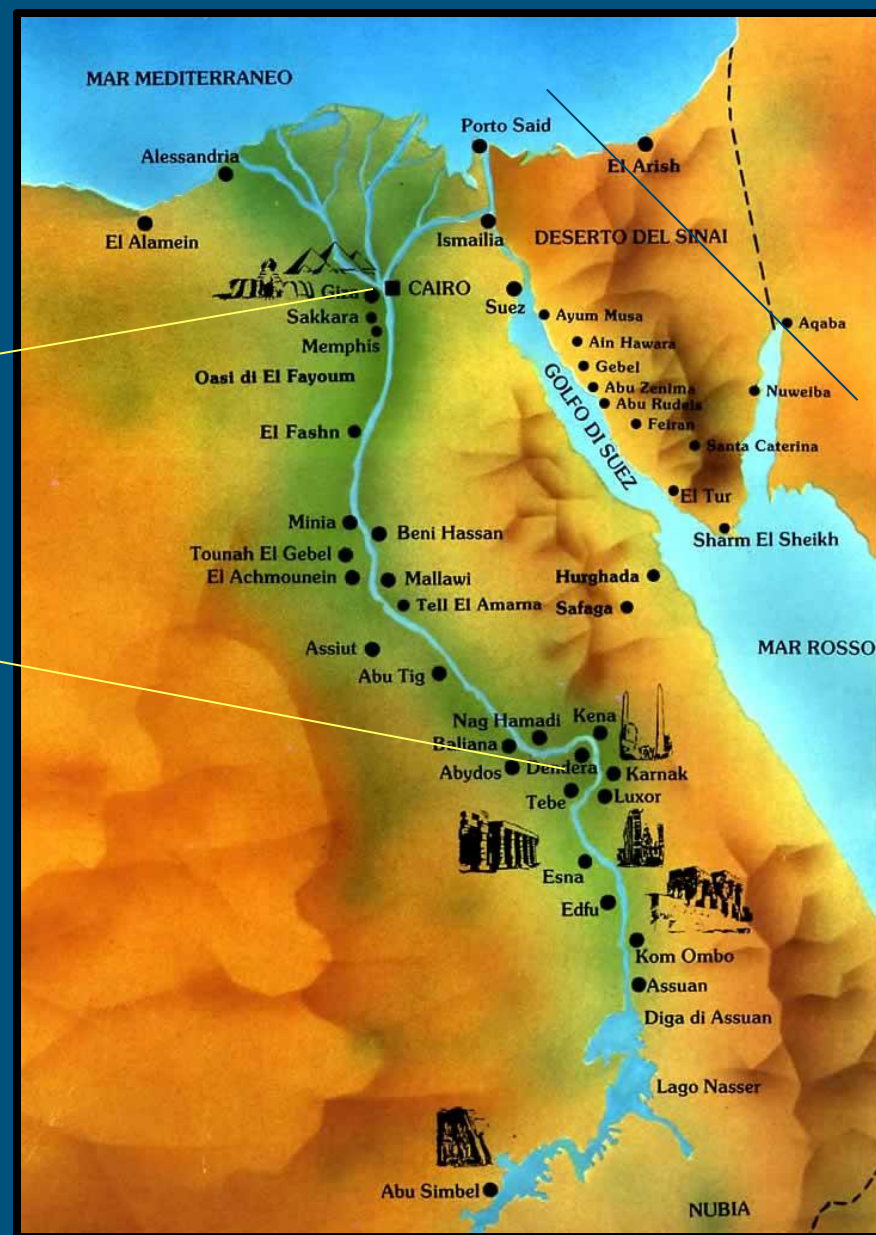 MAR MEDITERRANEO
Porto Said
Alessandria
El Arish
El Alamein
Ismailia
DESERTO DEL SINAI
Giza
CAIRO
Suez
Sakkara
Ayum Musa
Aqaba
Memphis
Ain Hawara
Gebel
Oasi di El Fayoum
Abu Zenima
Nuweiba
Abu Rudeis
GOLFO DI SUEZ
Feiran
El Fashn
Santa Caterina
El Tur
Minia
Beni Hassan
Sharm El Sheikh
Tounah El Gebel
El Achmounein
Mallawi
Hurghada
Tell El Amarna
Safaga
Assiut
MAR ROSSO
Abu Tig
Nag Hamadi
Kena
Baliana
Abydos
Dendera
Karnak
Tebe
Luxor
Esna
Edfu
Kom Ombo
Assuan
Diga di Assuan
Lago Nasser
Abu Simbel
NUBIA